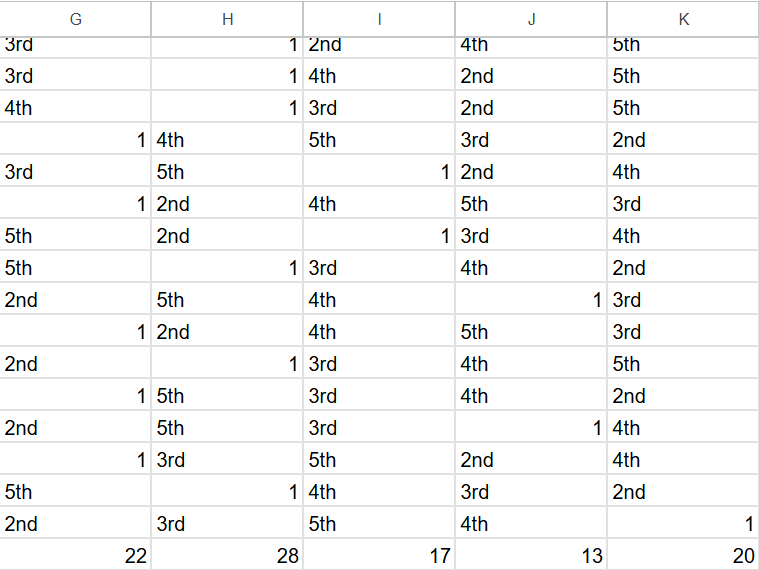 G H I J K
3rd 1 2nd 4th 5th
3rd 1 4th 2nd 5th
4th 1 3rd 2nd 5th
1 4th 5th 3rd 2nd
3rd 5th 1 2nd 4th
1 2nd 4th 5th 3rd
5th 2nd 1 3rd 4th
5th 1 3rd 4th 2nd
2nd 5th 4th 1 3rd
1 2nd 4th 5th 3rd
2nd 1 3rd 4th 5th
1 5th 3rd 4th 2nd
2nd 5th 3rd 1 4th
1 3rd 5th 2nd 4th
5th 1 4th 3rd 2nd
2nd 3rd 5th 4th 1
22 28 17 13 20